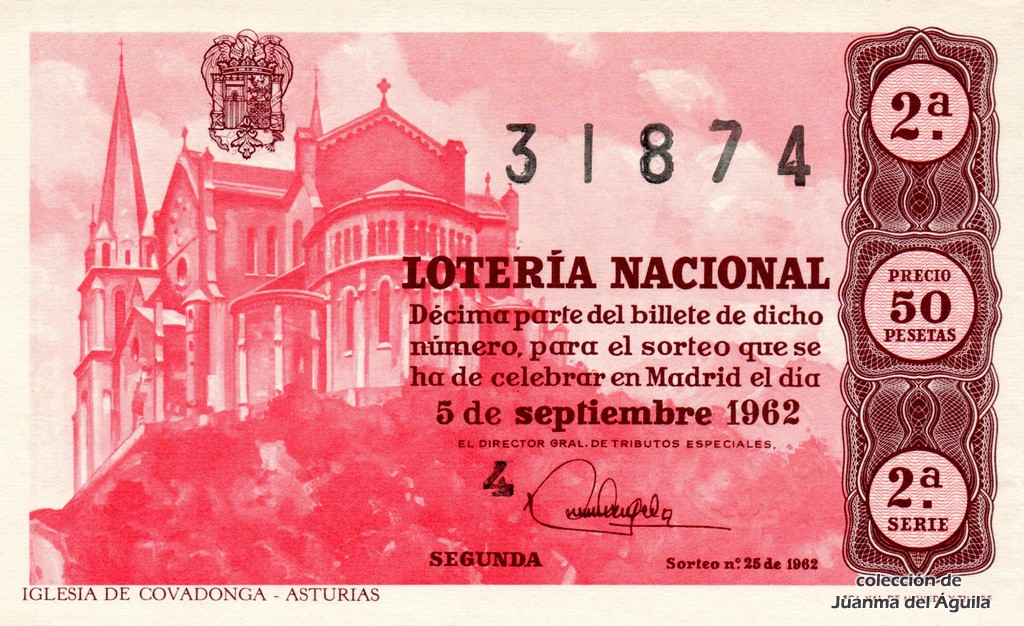 31874
2ª
LOTERÍA NACIONAL
Décima parte del billete de dicho
número, para el sorteo que se
ha de celebrar en Madrid el día
5 de septiembre 1962
EL DIRECTOR GRAL. DE TRIBUTOS ESPECIALES,
4
SEGUNDA
Sorteo nº 25 de 1962
PRECIO
50
PESETAS
2ª
SERIE
IGLESIA DE COVADONGA - ASTURIAS
colección de
Juanma del Águila